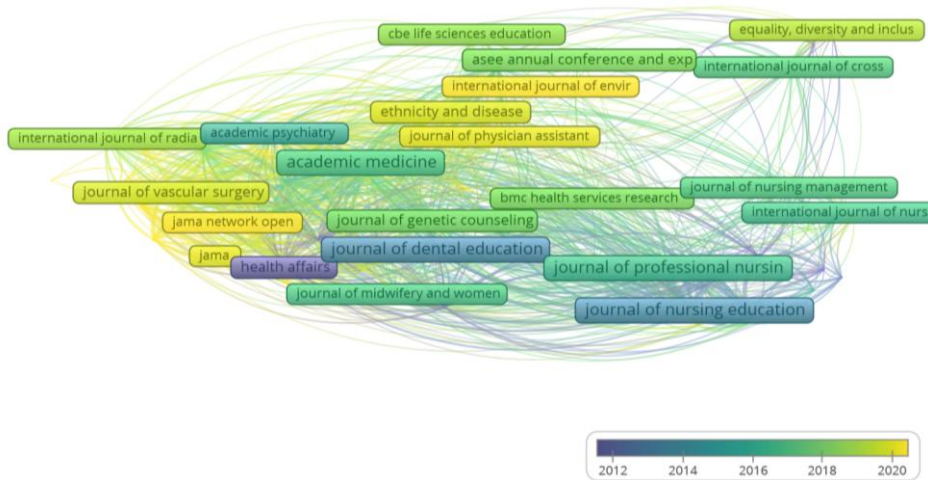 cbe life sciences education
equality, diversity and inclus
asee annual conference and exp
international journal of cross
international journal of envir
ethnicity and disease
international journal of radia
academic psychiatry
journal of physician assistant
academic medicine
journal of vascular surgery
bmc health services research
journal of nursing management
jama network open
journal of genetic counseling
international journal of nurs
jama
journal of dental education
health affairs
journal of professional nursin
journal of midwifery and women
journal of nursing education
2012 2014 2016 2018 2020